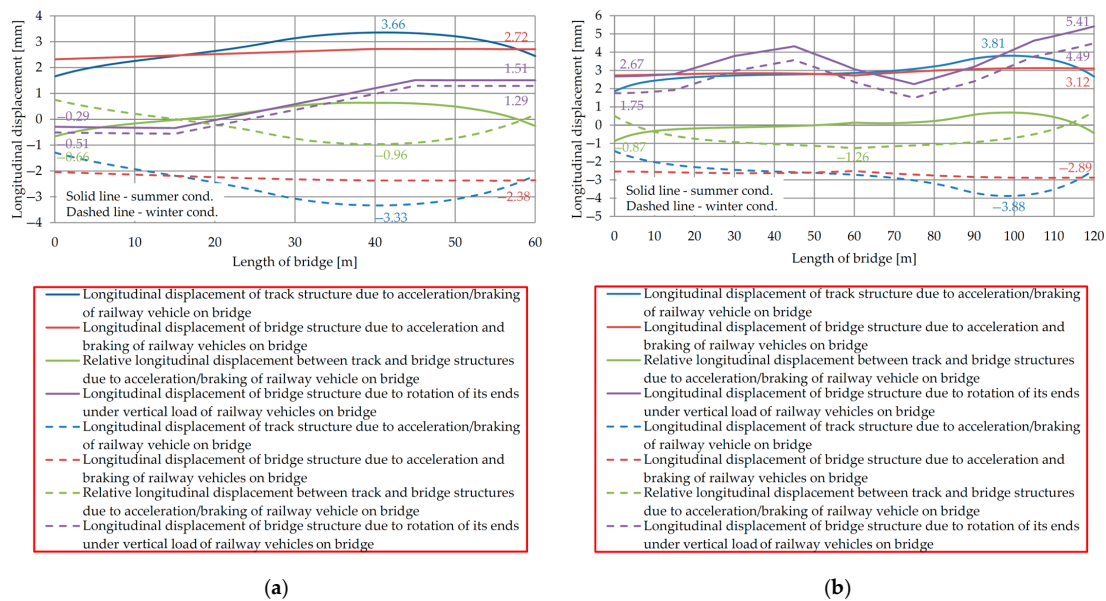 4
3
2
1
0
−1
−2
−3
−4
Longitudinal displacement [mm]
3.66
2.72
1.51
1.29
−0.29
−0.51
−0.66
−0.96
−2.38
−3.33
Solid line - summer cond.
Dashed line - winter cond.
0 10 20 30 40 50 60
Length of bridge [m]
Longitudinal displacement of track structure due to acceleration/braking
of railway vehicle on bridge
Longitudinal displacement of bridge structure due to acceleration and
braking of railway vehicles on bridge
Relative longitudinal displacement between track and bridge structures
due to acceleration/braking of railway vehicle on bridge
Longitudinal displacement of bridge structure due to rotation of its ends
under vertical load of railway vehicles on bridge
Longitudinal displacement of track structure due to acceleration/braking
of railway vehicle on bridge
Longitudinal displacement of bridge structure due to acceleration and
braking of railway vehicles on bridge
Relative longitudinal displacement between track and bridge structures
due to acceleration/braking of railway vehicle on bridge
Longitudinal displacement of bridge structure due to rotation of its ends
under vertical load of railway vehicles on bridge
(a)
6
5
4
3
2
1
0
−1
−2
−3
−4
−5
Longitudinal displacement [mm]
5.41
3.81
4.49
2.67
3.12
1.75
−0.87
−1.26
−2.89
−3.88
Solid line - summer cond.
Dashed line - winter cond.
0 10 20 30 40 50 60 70 80 90 100 110 120
Length of bridge [m]
Longitudinal displacement of track structure due to acceleration/braking
of railway vehicle on bridge
Longitudinal displacement of bridge structure due to acceleration and
braking of railway vehicles on bridge
Relative longitudinal displacement between track and bridge structures
due to acceleration/braking of railway vehicle on bridge
Longitudinal displacement of bridge structure due to rotation of its ends
under vertical load of railway vehicles on bridge
Longitudinal displacement of track structure due to acceleration/braking
of railway vehicle on bridge
Longitudinal displacement of bridge structure due to acceleration and
braking of railway vehicles on bridge
Relative longitudinal displacement between track and bridge structures
due to acceleration/braking of railway vehicle on bridge
Longitudinal displacement of bridge structure due to rotation of its ends
under vertical load of railway vehicles on bridge
(b)